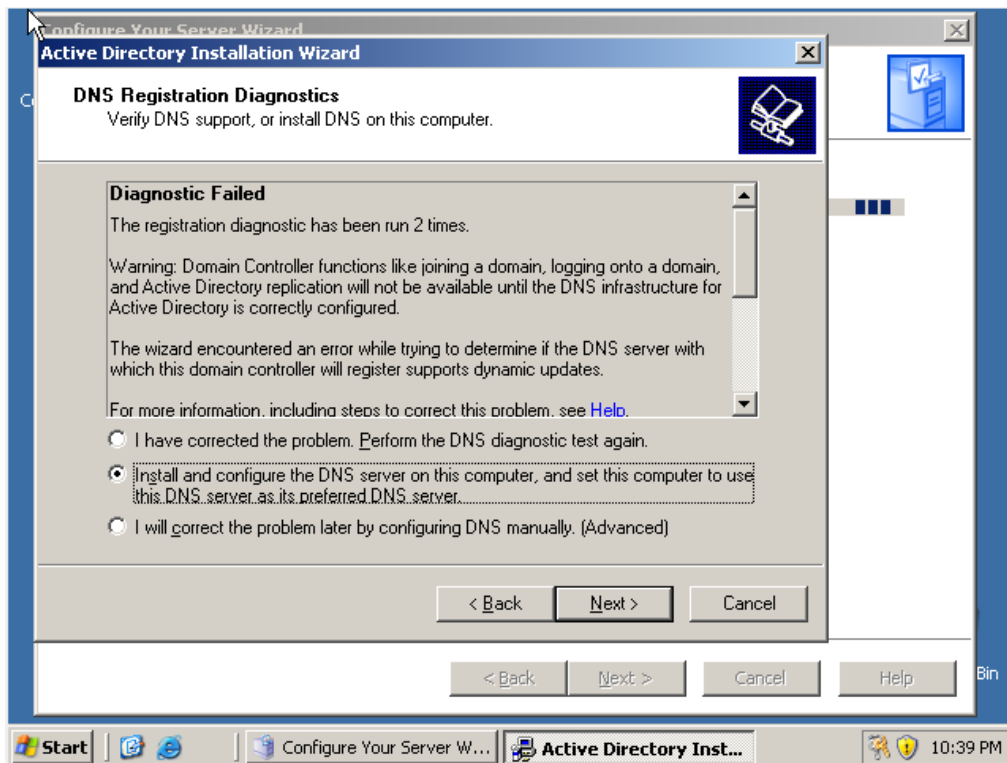 Configure Your Server Wizard
Active Directory Installation Wizard
DNS Registration Diagnostics
Verify DNS support, or install DNS on this computer.
Diagnostic Failed
The registration diagnostic has been run 2 times.
Warning: Domain Controller functions like joining a domain, logging onto a domain,
and Active Directory replication will not be available until the DNS infrastructure for
Active Directory is correctly configured.
The wizard encountered an error while trying to determine if the DNS server with
which this domain controller will register supports dynamic updates.
For more information, including steps to correct this problem, see Help.
I have corrected the problem. Perform the DNS diagnostic test again.
Install and configure the DNS server on this computer, and set this computer to use
this DNS server as its preferred DNS server.
I will correct the problem later by configuring DNS manually. (Advanced)
< Back Next > Cancel
< Back Next > Cancel Help
Bin
Start Configure Your Server W... Active Directory Inst... 10:39 PM